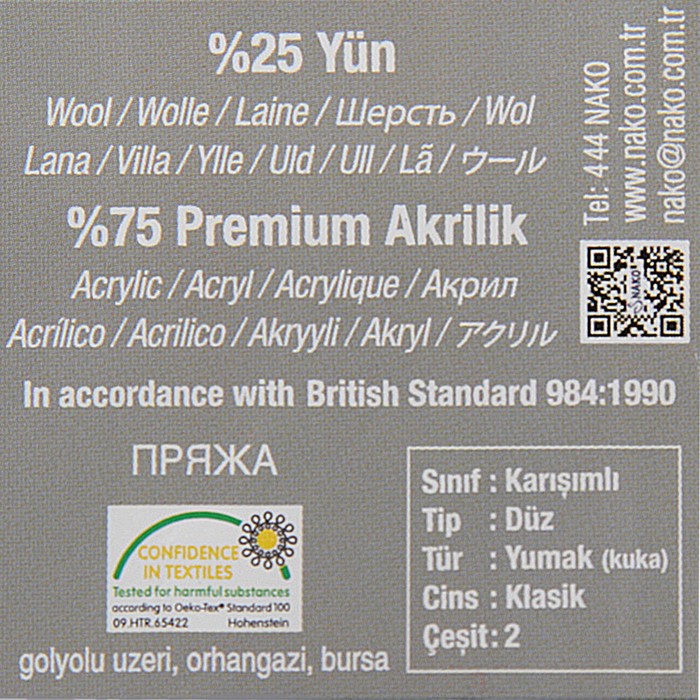 %25 Yün
Wool / Wolle / Laine / Шерсть / Wol
Lana / Villa / Ylle / Uld / Ull / Lã / ウール
%75 Premium Akrilik
Acrylic / Acryl / Acrylique / Акрил
Acrílico / Acrilico / Akryyli / Akryl / アクリル
In accordance with British Standard 984:1990
Tel: 444 NAKO
www.nako.com.tr
nako@nako.com.tr
NAKO
ПРЯЖА
CONFIDENCE
IN TEXTILES
Tested for harmful substances
according to Oeko-Tex® Standard 100
09.HTR.65422 Hohenstein
golyolu uzeri, orhangazi, bursa
Sınıf : Karışımlı
Tip : Düz
Tür : Yumak (kuka)
Cins : Klasik
Çeşit: 2